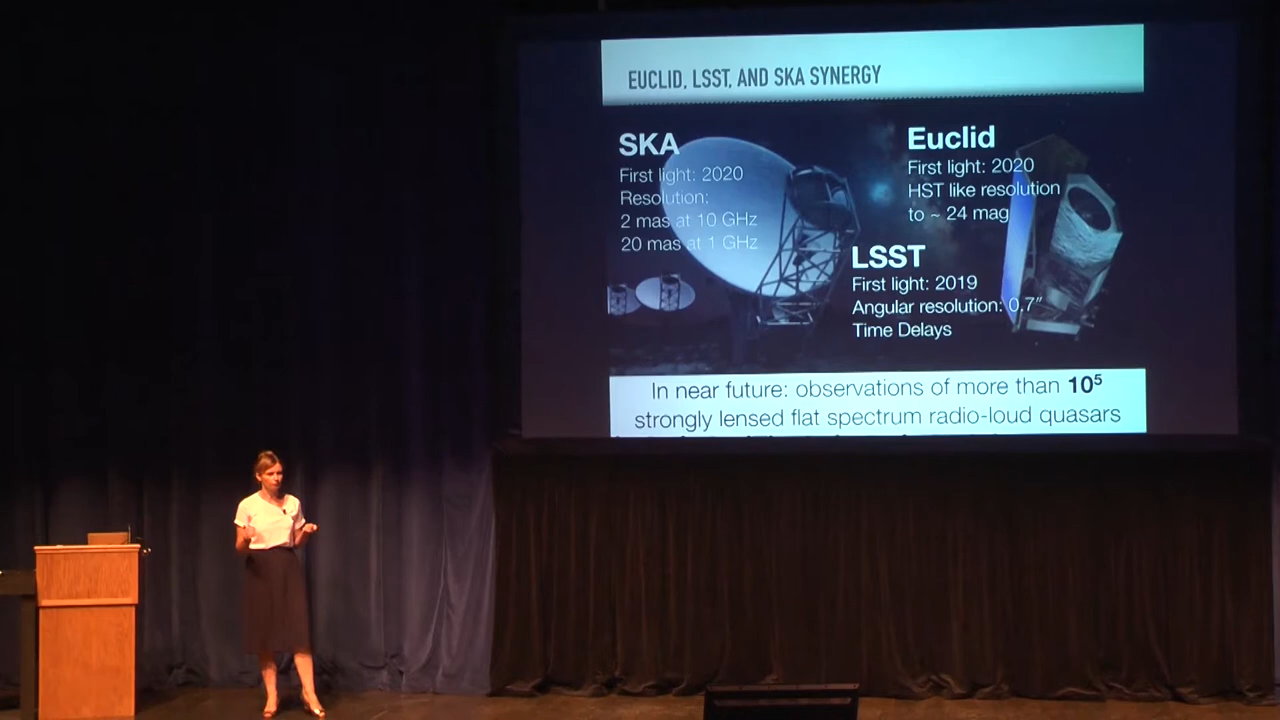 EUCLID, LSST, AND SKA SYNERGY
SKA
First light: 2020
Resolution:
2 mas at 10 GHz
20 mas at 1 GHz
Euclid
First light: 2020
HST like resolution
to ~ 24 mag
LSST
First light: 2019
Angular resolution: 0.7″
Time Delays
In near future: observations of more than 10⁵
strongly lensed flat spectrum radio-loud quasars